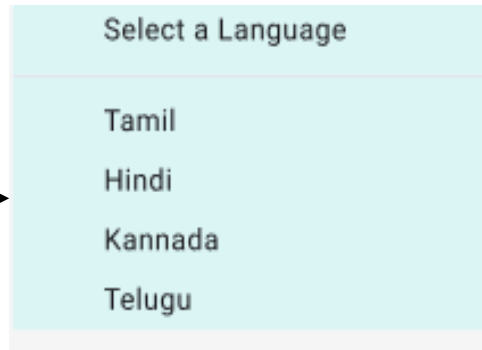 Select a Language
Tamil
Hindi
Kannada
Telugu